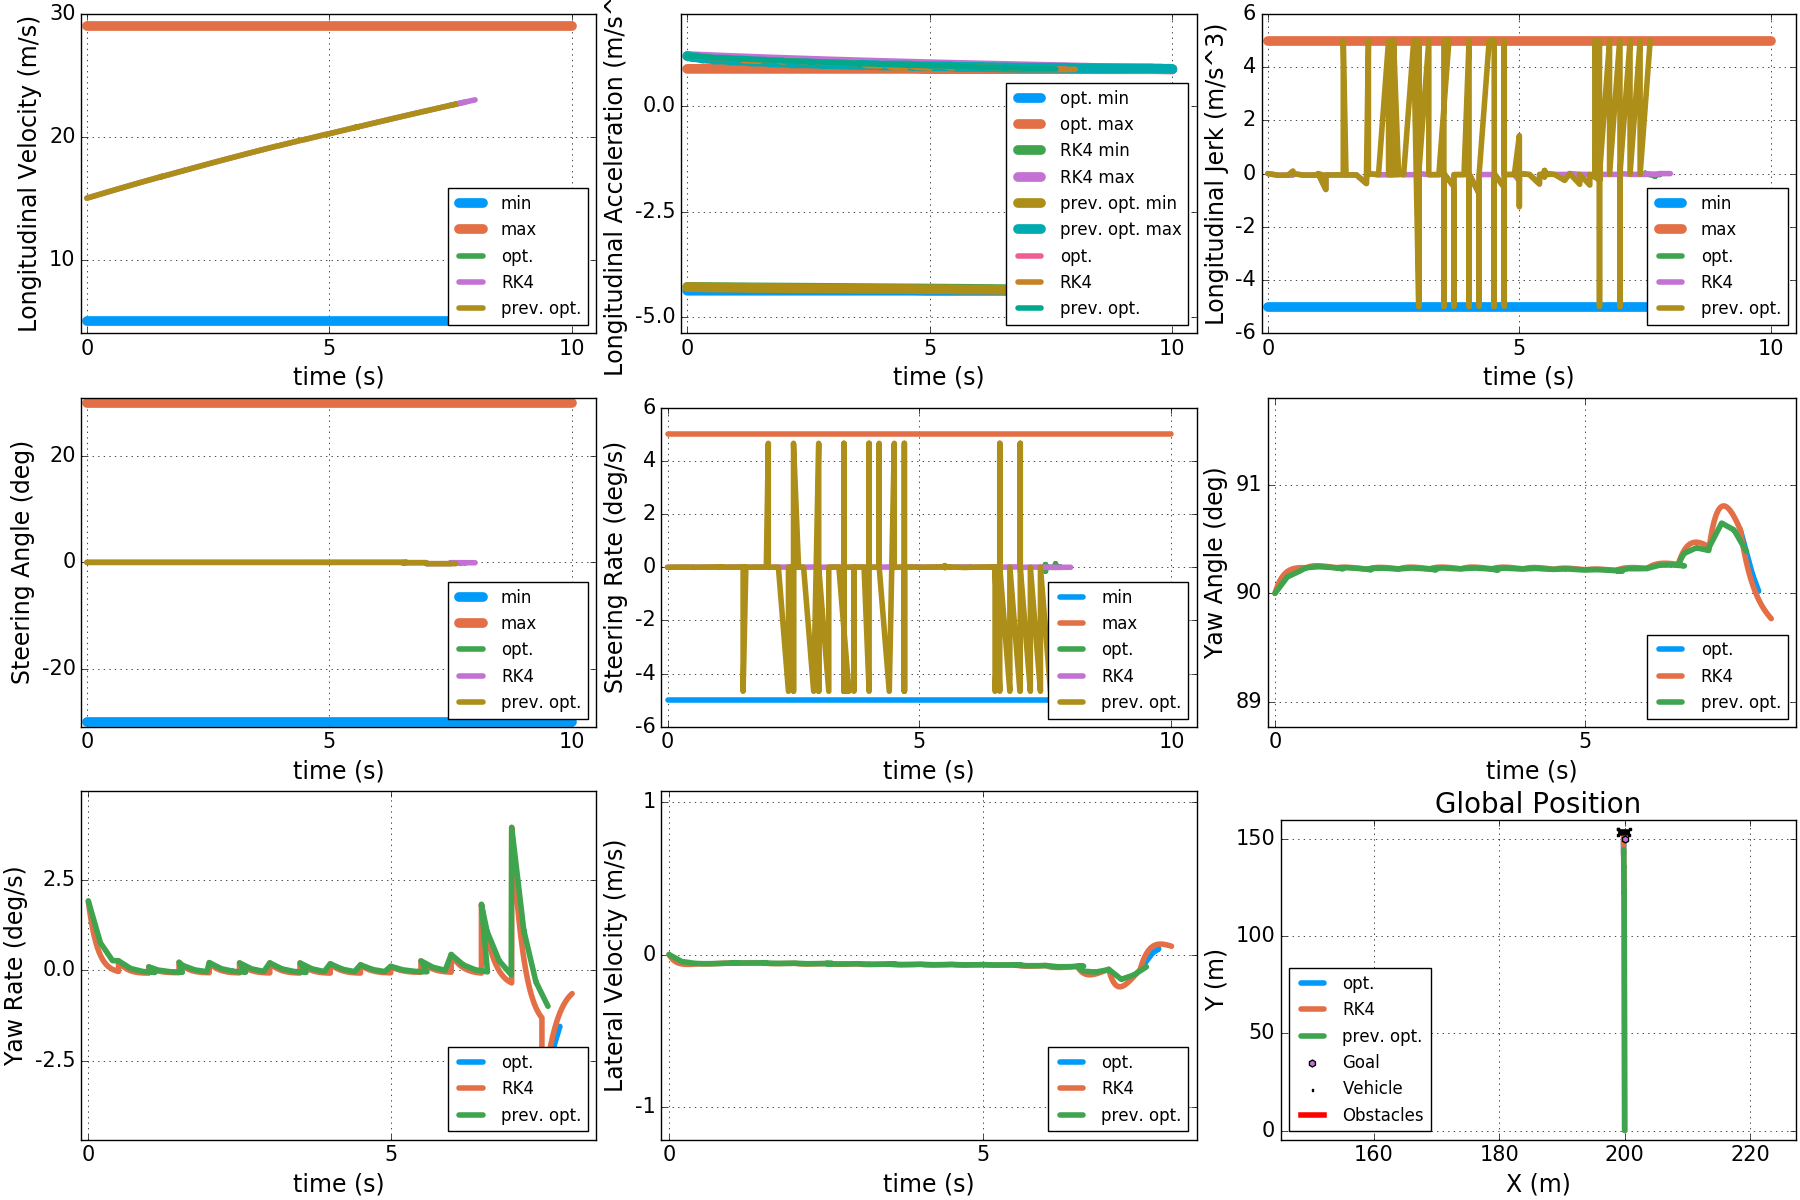 Longitudinal Velocity (m/s)
30
20
10
0
5
10
time (s)
min
max
opt.
RK4
prev. opt.
Longitudinal Acceleration (m/s^
0.0
-2.5
-5.0
0
5
10
time (s)
opt. min
opt. max
RK4 min
RK4 max
prev. opt. min
prev. opt. max
opt.
RK4
prev. opt.
Longitudinal Jerk (m/s^3)
6
4
2
0
-2
-4
-6
0
5
10
time (s)
min
max
opt.
RK4
prev. opt.
Steering Angle (deg)
20
0
-20
0
5
10
time (s)
min
max
opt.
RK4
prev. opt.
Steering Rate (deg/s)
6
4
2
0
-2
-4
-6
0
5
10
time (s)
min
max
opt.
RK4
prev. opt.
Yaw Angle (deg)
91
90
89
0
5
time (s)
opt.
RK4
prev. opt.
Yaw Rate (deg/s)
2.5
0.0
-2.5
0
5
time (s)
opt.
RK4
prev. opt.
Lateral Velocity (m/s)
1
0
-1
0
5
time (s)
opt.
RK4
prev. opt.
Global Position
Y (m)
150
100
50
0
160
180
200
220
X (m)
opt.
RK4
prev. opt.
Goal
Vehicle
Obstacles